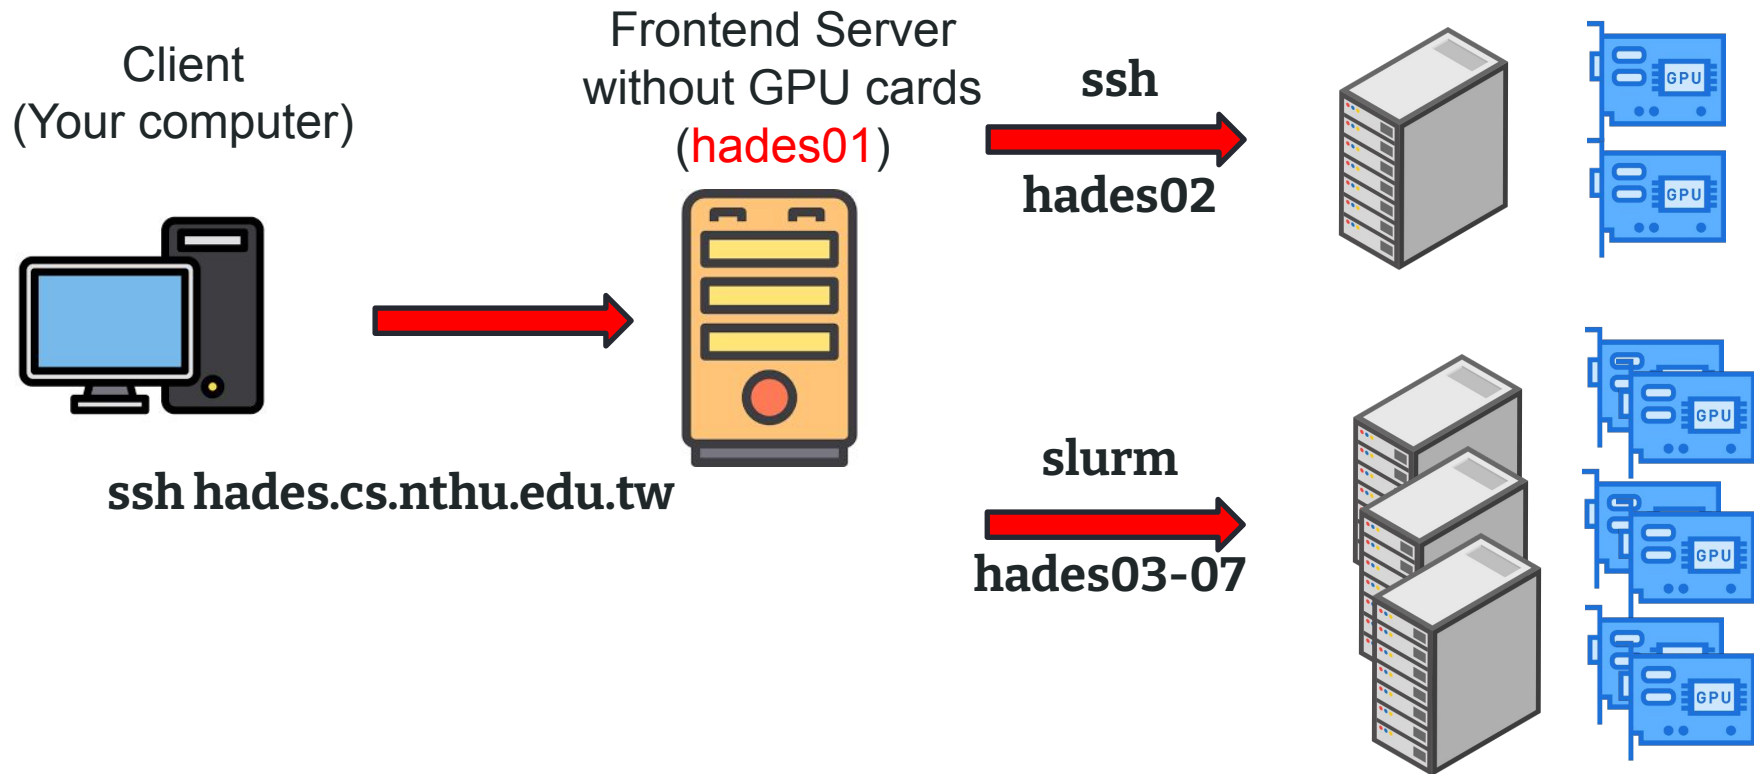 Client
(Your computer)
Frontend Server
without GPU cards
(hades01)
ssh hades.cs.nthu.edu.tw
ssh
hades02
GPU
GPU
slurm
hades03-07
GPU
GPU
GPU